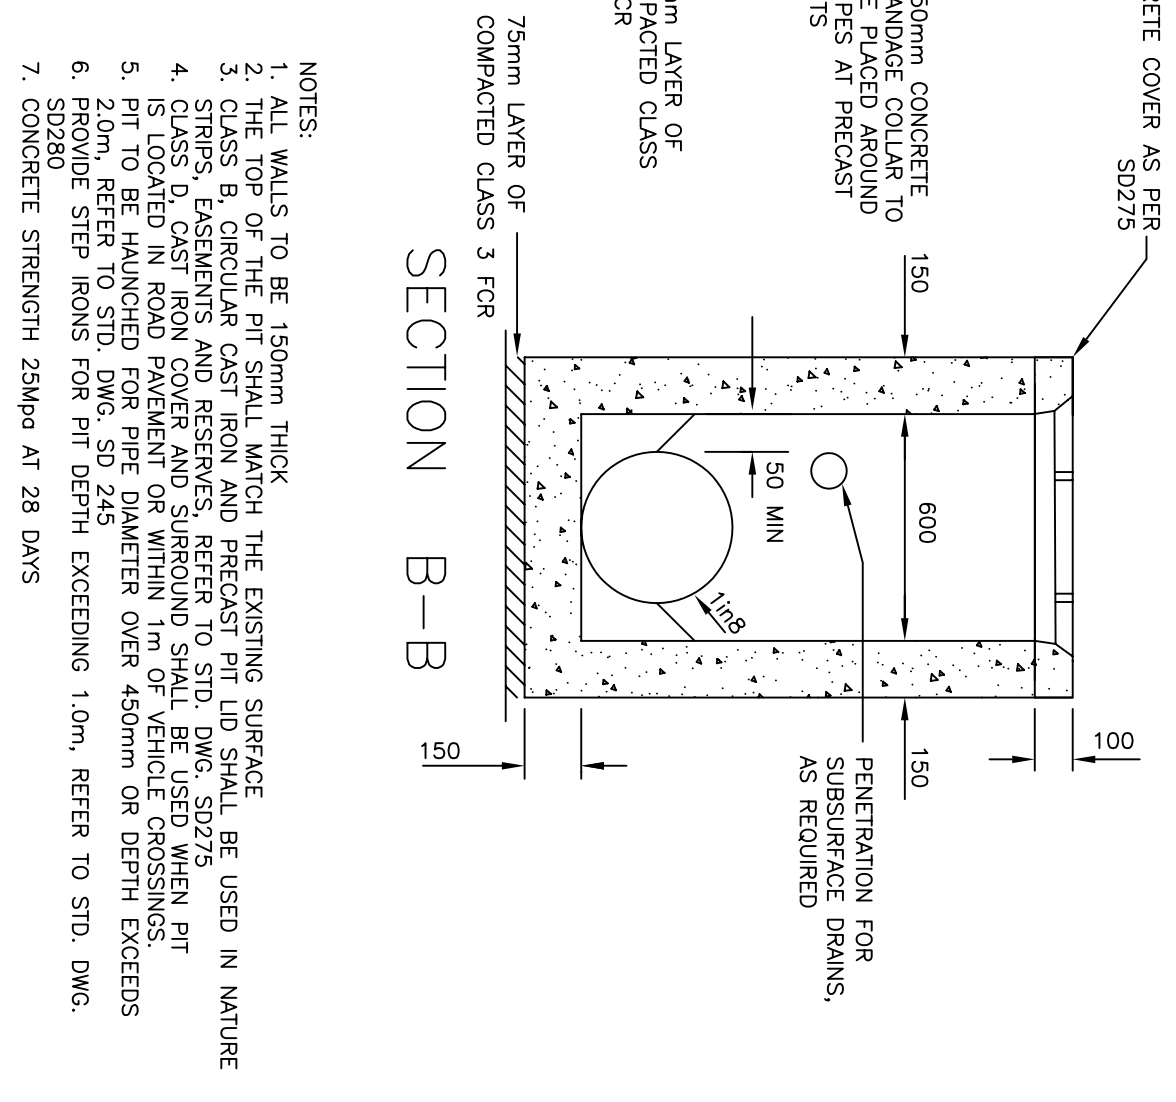 RETE COVER AS PER
SD275
50mm CONCRETE
ANDAGE COLLAR TO
E PLACED AROUND
PES AT PRECAST
TS
m LAYER OF
PACTED CLASS
CR
75mm LAYER OF
COMPACTED CLASS 3 FCR
150
600
150
100
50 MIN
1in8
150
PENETRATION FOR
SUBSURFACE DRAINS,
AS REQUIRED
SECTION B-B
NOTES:
1. ALL WALLS TO BE 150mm THICK
2. THE TOP OF THE PIT SHALL MATCH THE EXISTING SURFACE
3. CLASS B, CIRCULAR CAST IRON AND PRECAST PIT LID SHALL BE USED IN NATURE
STRIPS, EASEMENTS AND RESERVES, REFER TO STD. DWG. SD275
4. CLASS D, CAST IRON COVER AND SURROUND SHALL BE USED WHEN PIT
IS LOCATED IN ROAD PAVEMENT OR WITHIN 1m OF VEHICLE CROSSINGS.
5. PIT TO BE HAUNCHED FOR PIPE DIAMETER OVER 450mm OR DEPTH EXCEEDS
2.0m, REFER TO STD. DWG. SD 245
6. PROVIDE STEP IRONS FOR PIT DEPTH EXCEEDING 1.0m, REFER TO STD. DWG.
SD280
7. CONCRETE STRENGTH 25Mpa AT 28 DAYS